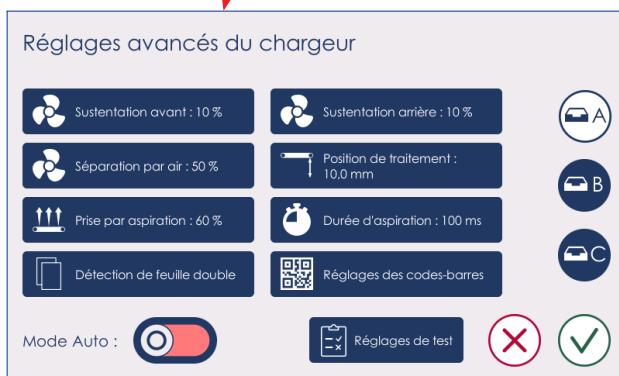 Réglages avancés du chargeur
Sustentation avant : 10 %
Sustentation arrière : 10 %
A
Séparation par air : 50 %
Position de traitement :
10,0 mm
B
Prise par aspiration : 60 %
Durée d'aspiration : 100 ms
C
Détection de feuille double
Réglages des codes-barres
Mode Auto :
Réglages de test